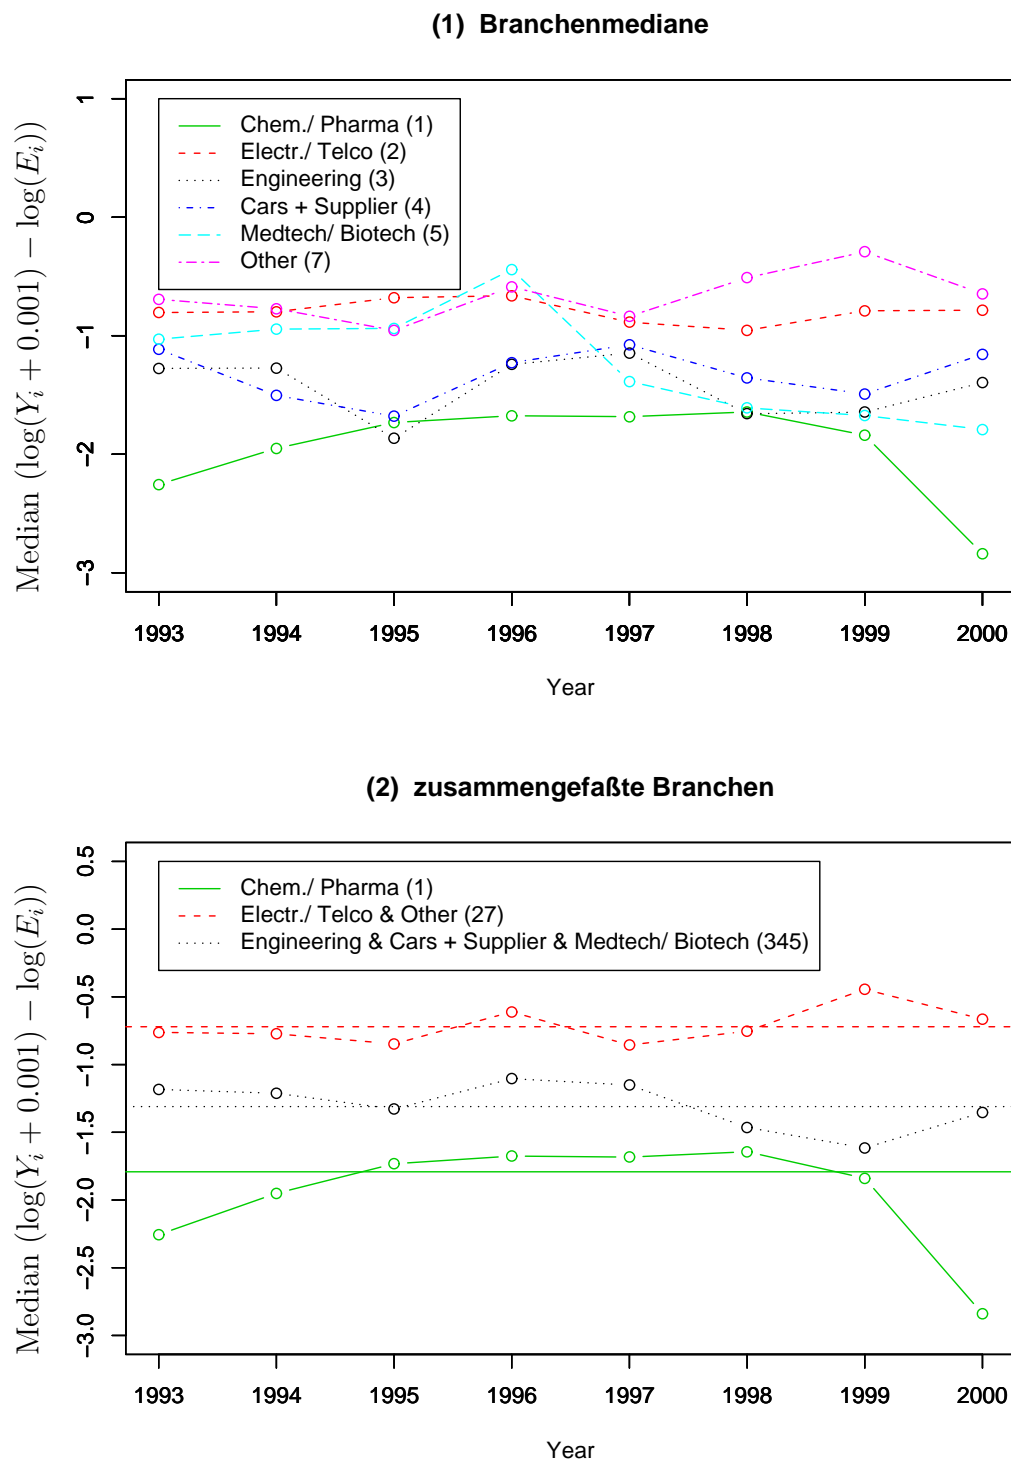 (1) Branchenmediane
Median (log(Y_i + 0.001) − log(E_i))
1
0
−1
−2
−3
Chem./ Pharma (1)
Electr./ Telco (2)
Engineering (3)
Cars + Supplier (4)
Medtech/ Biotech (5)
Other (7)
1993 1994 1995 1996 1997 1998 1999 2000
Year
(2) zusammengefaßte Branchen
Median (log(Y_i + 0.001) − log(E_i))
0.5
0.0
−0.5
−1.0
−1.5
−2.0
−2.5
−3.0
Chem./ Pharma (1)
Electr./ Telco & Other (27)
Engineering & Cars + Supplier & Medtech/ Biotech (345)
1993 1994 1995 1996 1997 1998 1999 2000
Year